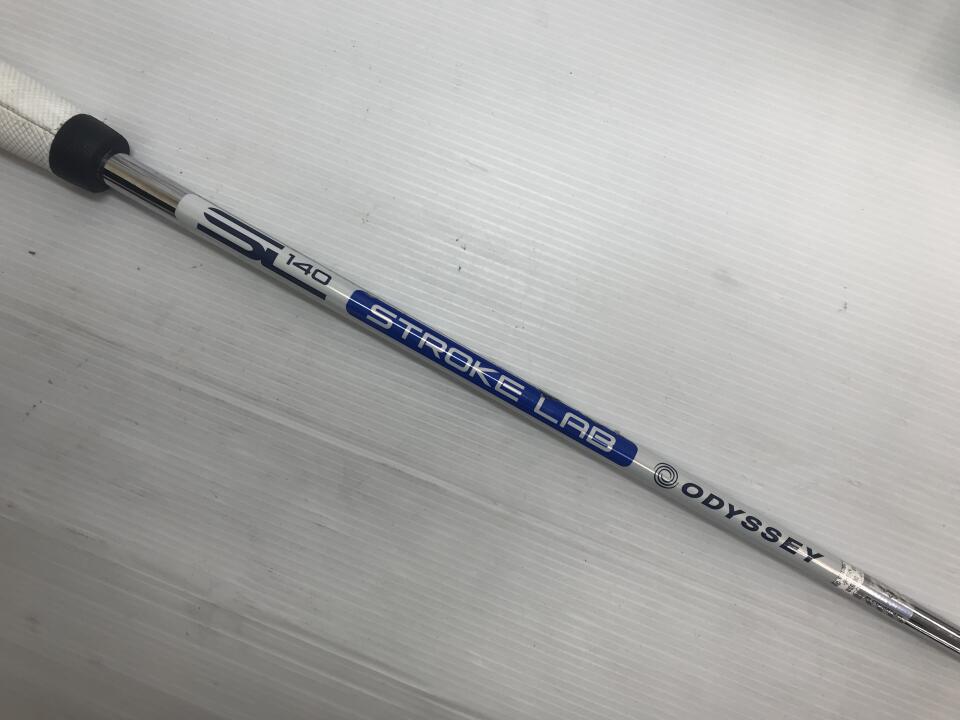 SL 140
STROKE LAB
ODYSSEY